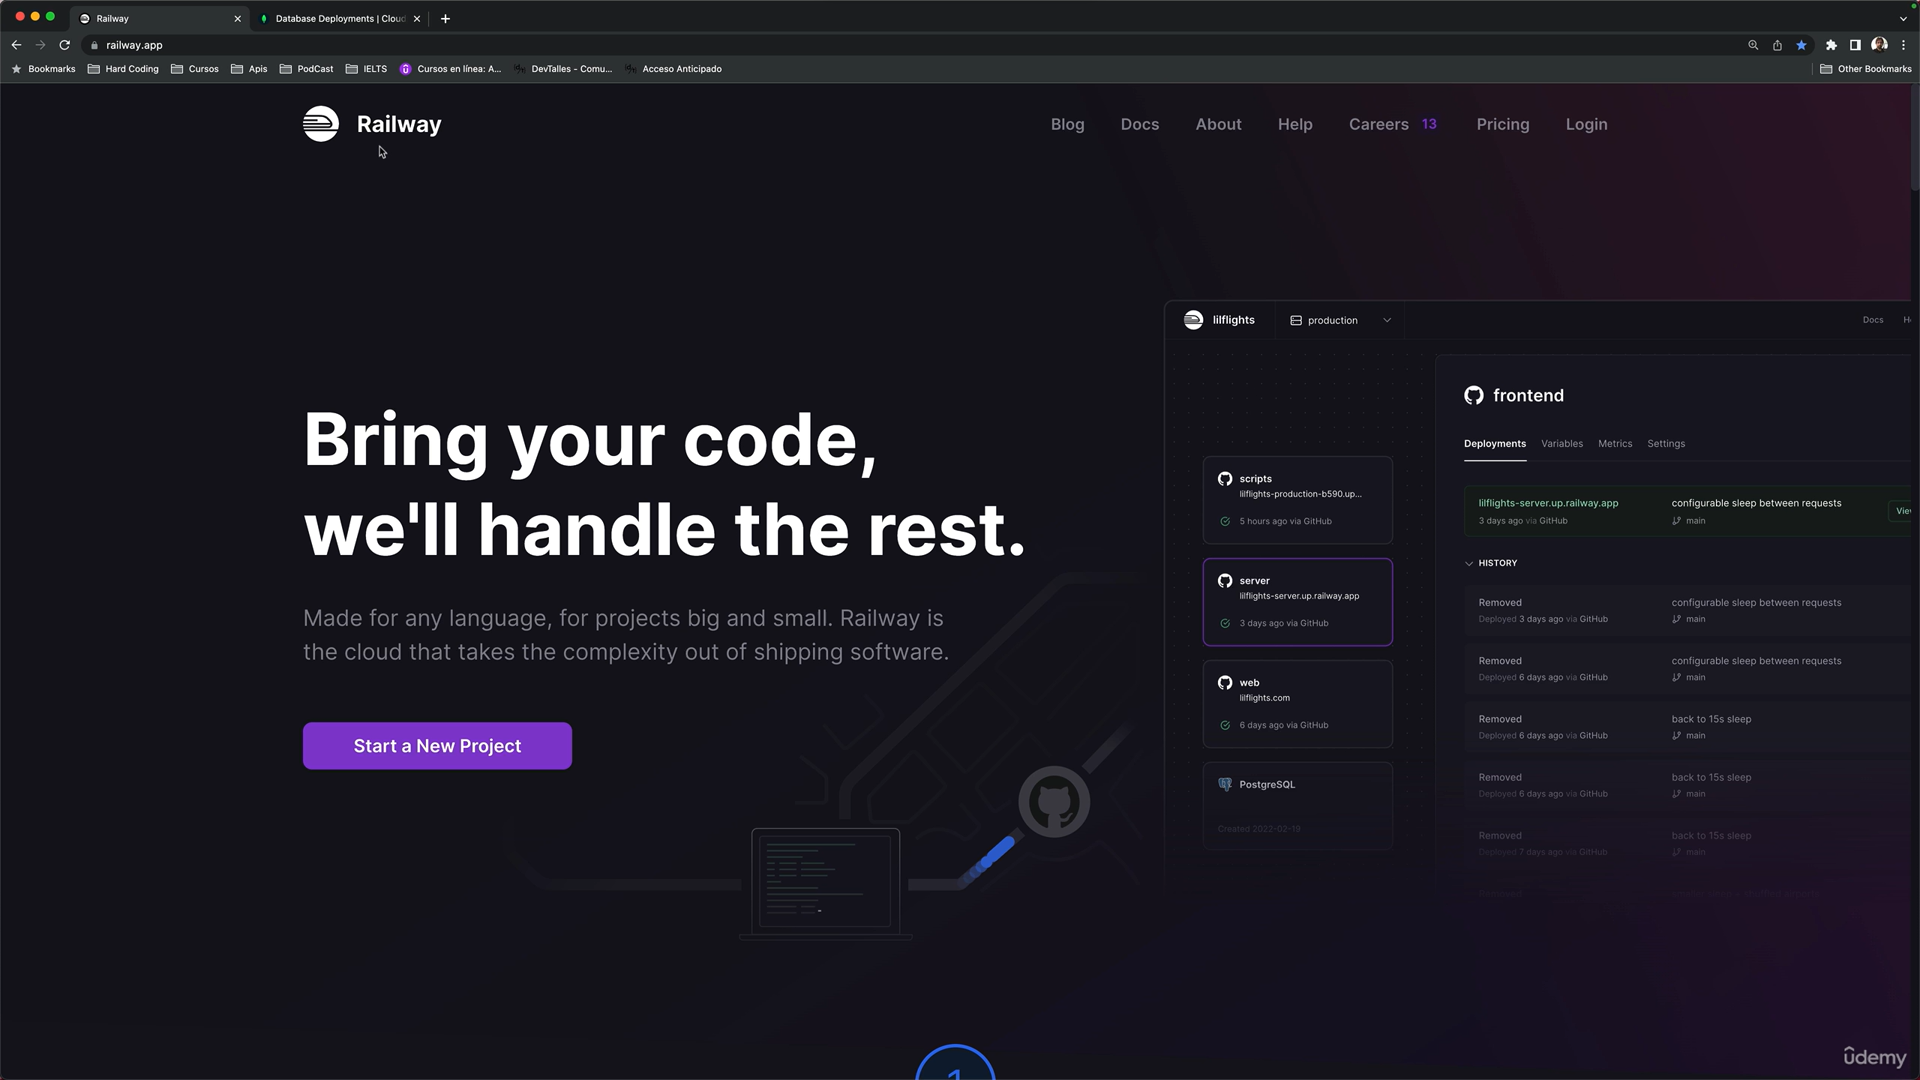 Railway
Database Deployments | Cloud
railway.app
Bookmarks
Hard Coding
Cursos
Apis
PodCast
IELTS
Cursos en línea: A...
DevTalles - Comu...
Acceso Anticipado
Other Bookmarks
Railway
Blog
Docs
About
Help
Careers 13
Pricing
Login
Bring your code,
we'll handle the rest.
Made for any language, for projects big and small. Railway is
the cloud that takes the complexity out of shipping software.
Start a New Project
lilflights
production
Docs
scripts
lilflights-production-b590.up...
5 hours ago via GitHub
server
lilflights-server.up.railway.app
3 days ago via GitHub
web
lilflights.com
6 days ago via GitHub
PostgreSQL
Created 2022-02-19
frontend
Deployments
Variables
Metrics
Settings
lilflights-server.up.railway.app
configurable sleep between requests
3 days ago via GitHub
main
HISTORY
Removed
configurable sleep between requests
Deployed 3 days ago via GitHub
main
Removed
configurable sleep between requests
Deployed 6 days ago via GitHub
main
Removed
back to 15s sleep
Deployed 6 days ago via GitHub
main
Removed
back to 15s sleep
Deployed 6 days ago via GitHub
main
Removed
back to 15s sleep
Deployed 7 days ago via GitHub
main
Removed
1
ûdemy